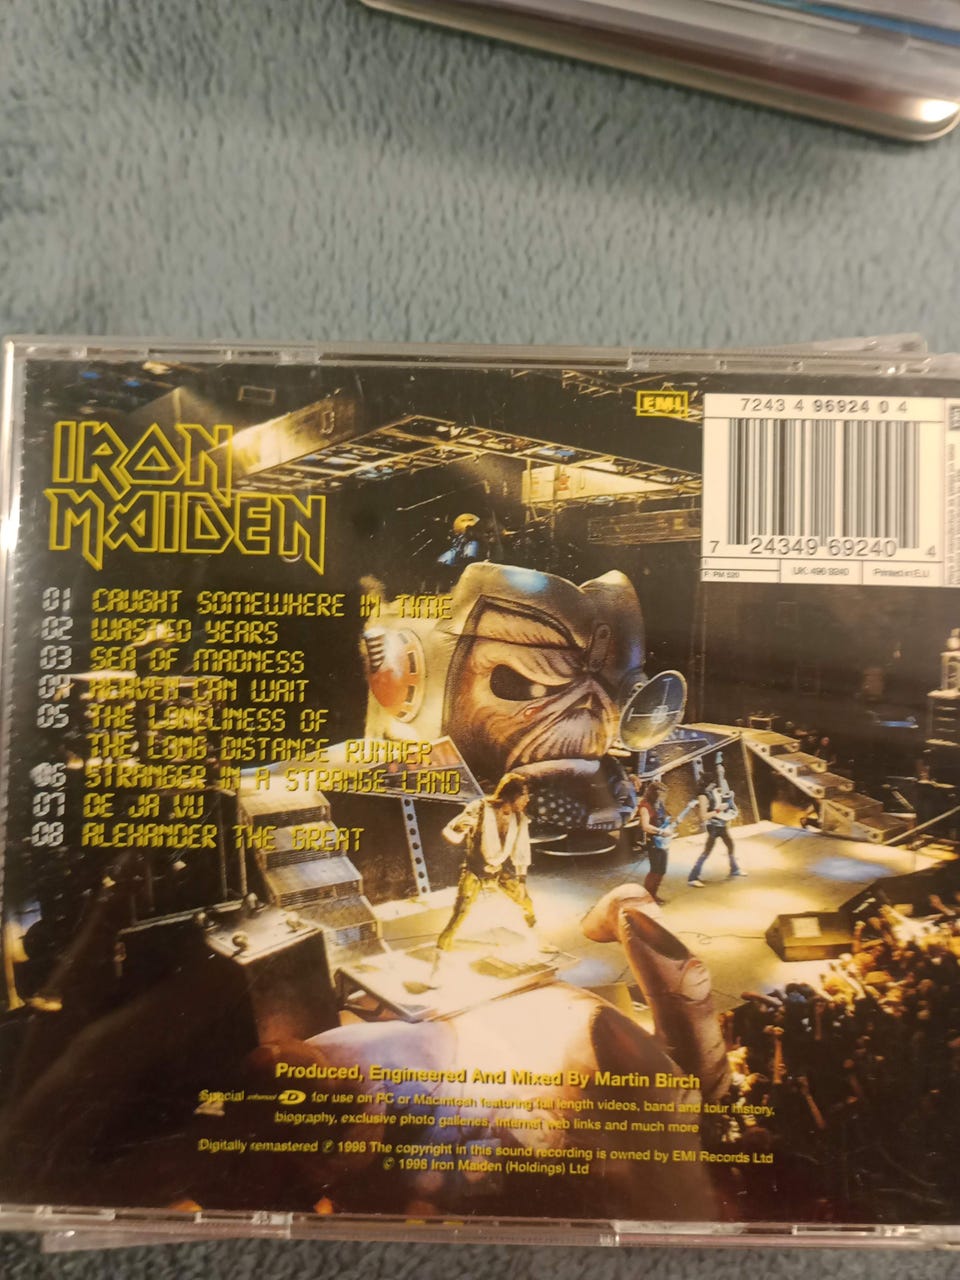 EMI
7243 4 96924 0 4
7 24349 69240 4
F: PM 520
UK: 496 9240
Printed in E.U
IRON
MAIDEN
01 CAUGHT SOMEWHERE IN TIME
02 WASTED YEARS
03 SEA OF MADNESS
04 HEAVEN CAN WAIT
05 THE LONELINESS OF
THE LONG DISTANCE RUNNER
06 STRANGER IN A STRANGE LAND
07 DE JA VU
08 ALEXANDER THE GREAT
Produced, Engineered And Mixed By Martin Birch
Special enhanced CD for use on PC or Macintosh featuring full length videos, band and tour history,
biography, exclusive photo galleries, internet web links and much more
Digitally remastered ℗ 1998 The copyright in this sound recording is owned by EMI Records Ltd
© 1998 Iron Maiden (Holdings) Ltd